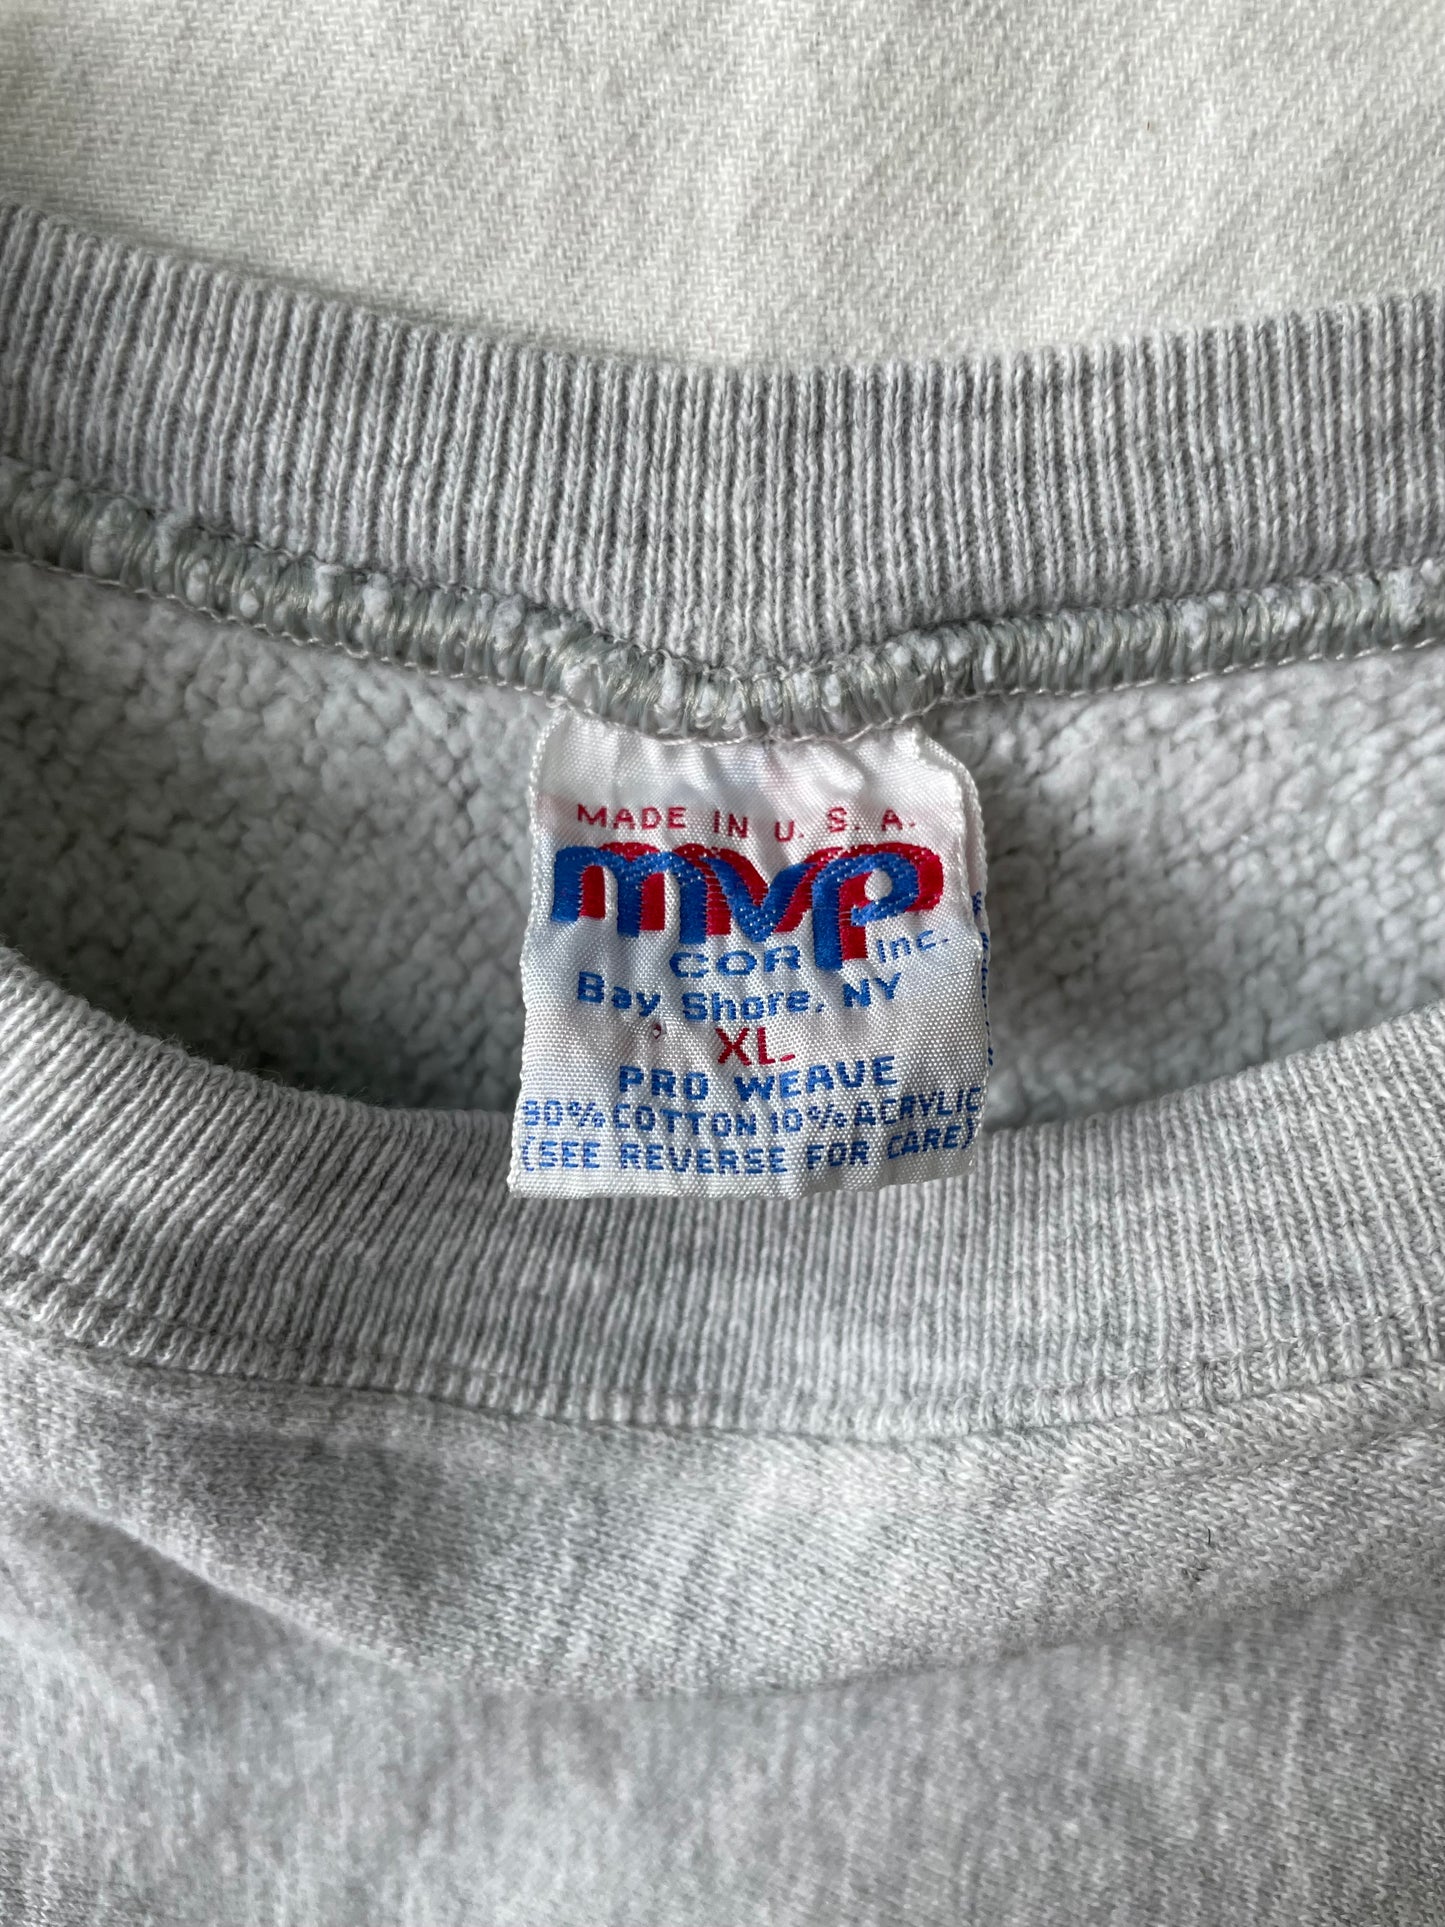 MADE IN U. S. A.
mvp
COR Inc.
Bay Shore, NY
XL
PRO WEAVE
90% COTTON 10% ACRYLIC
(SEE REVERSE FOR CARE)